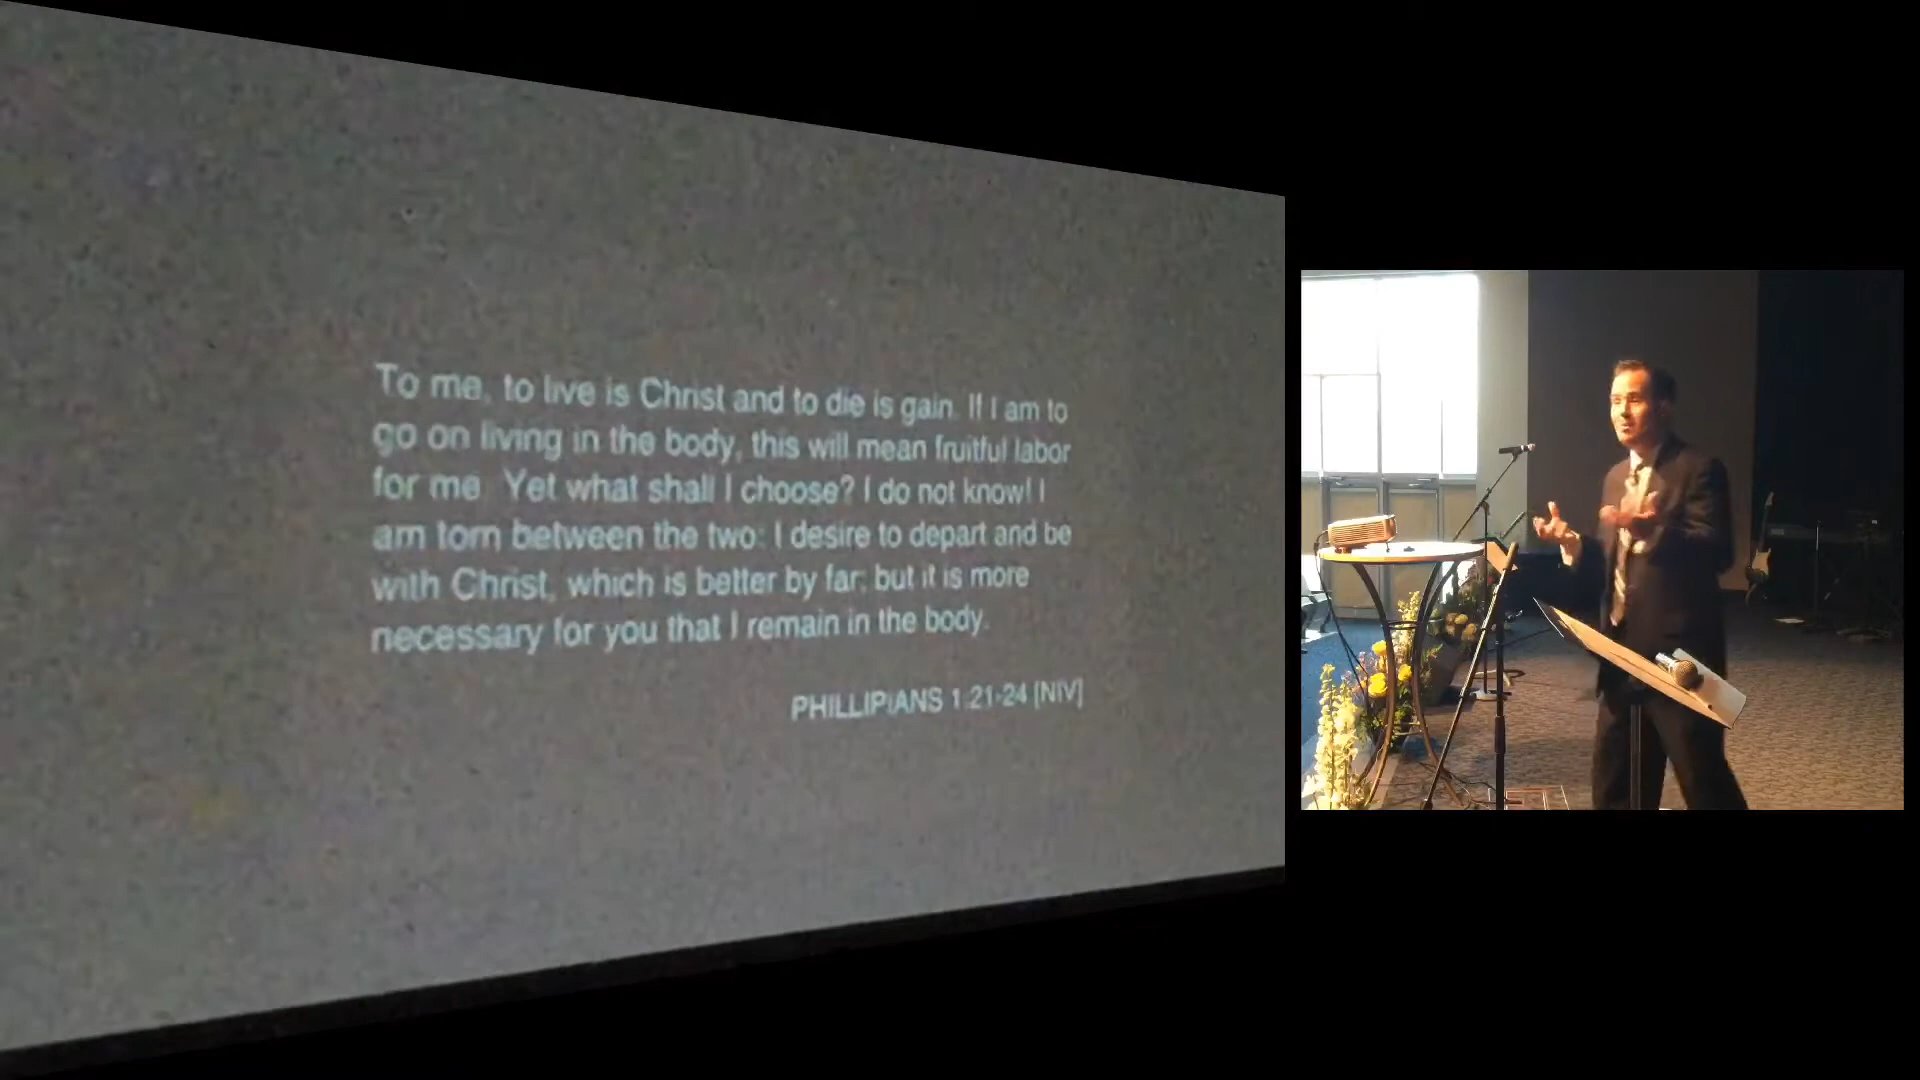 To me, to live is Christ and to die is gain. If I am to
go on living in the body, this will mean fruitful labor
for me. Yet what shall I choose? I do not know! I
am torn between the two: I desire to depart and be
with Christ, which is better by far; but it is more
necessary for you that I remain in the body.
PHILLIPIANS 1:21-24 [NIV]